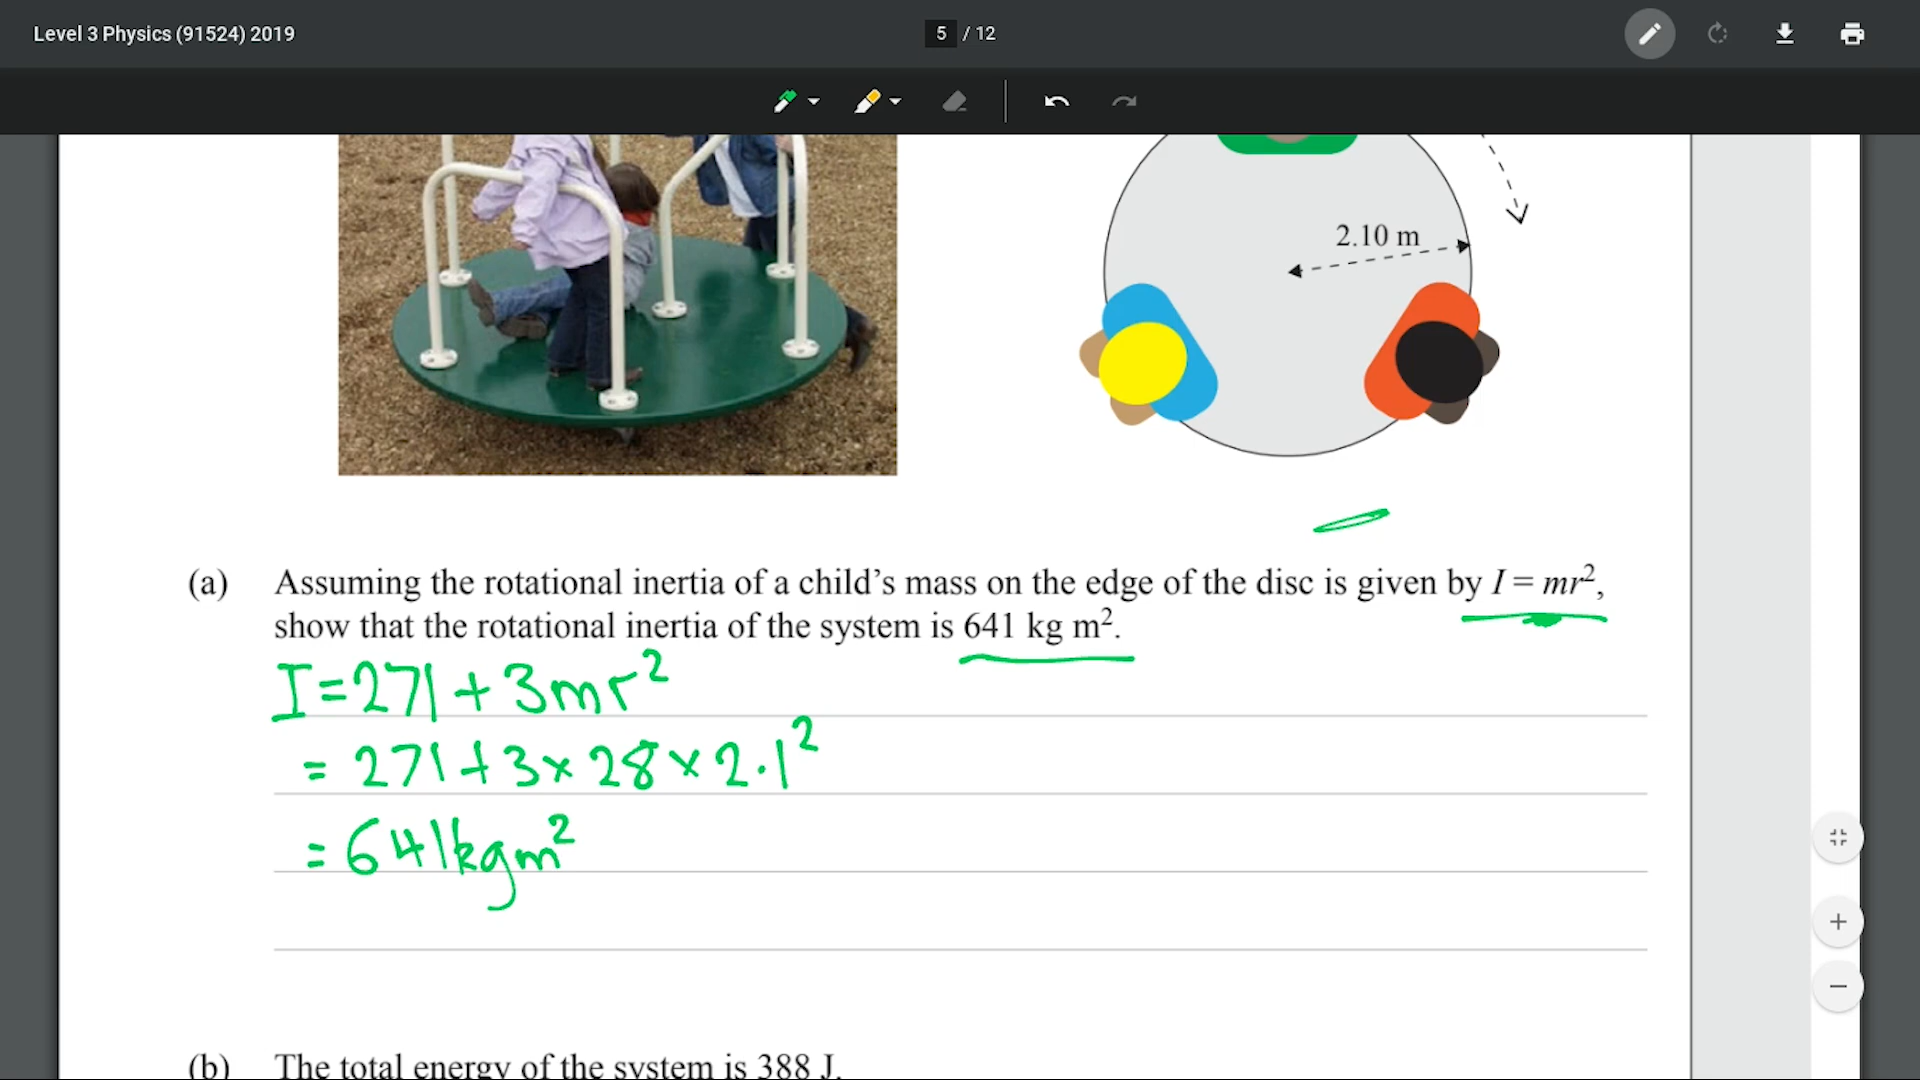 Level 3 Physics (91524) 2019
5 / 12
2.10 m
(a) Assuming the rotational inertia of a child's mass on the edge of the disc is given by I = mr²,
show that the rotational inertia of the system is 641 kg m².
I = 271 + 3mr²
= 271 + 3 × 28 × 2.1²
= 641kgm²
(b) The total energy of the system is 388 J.